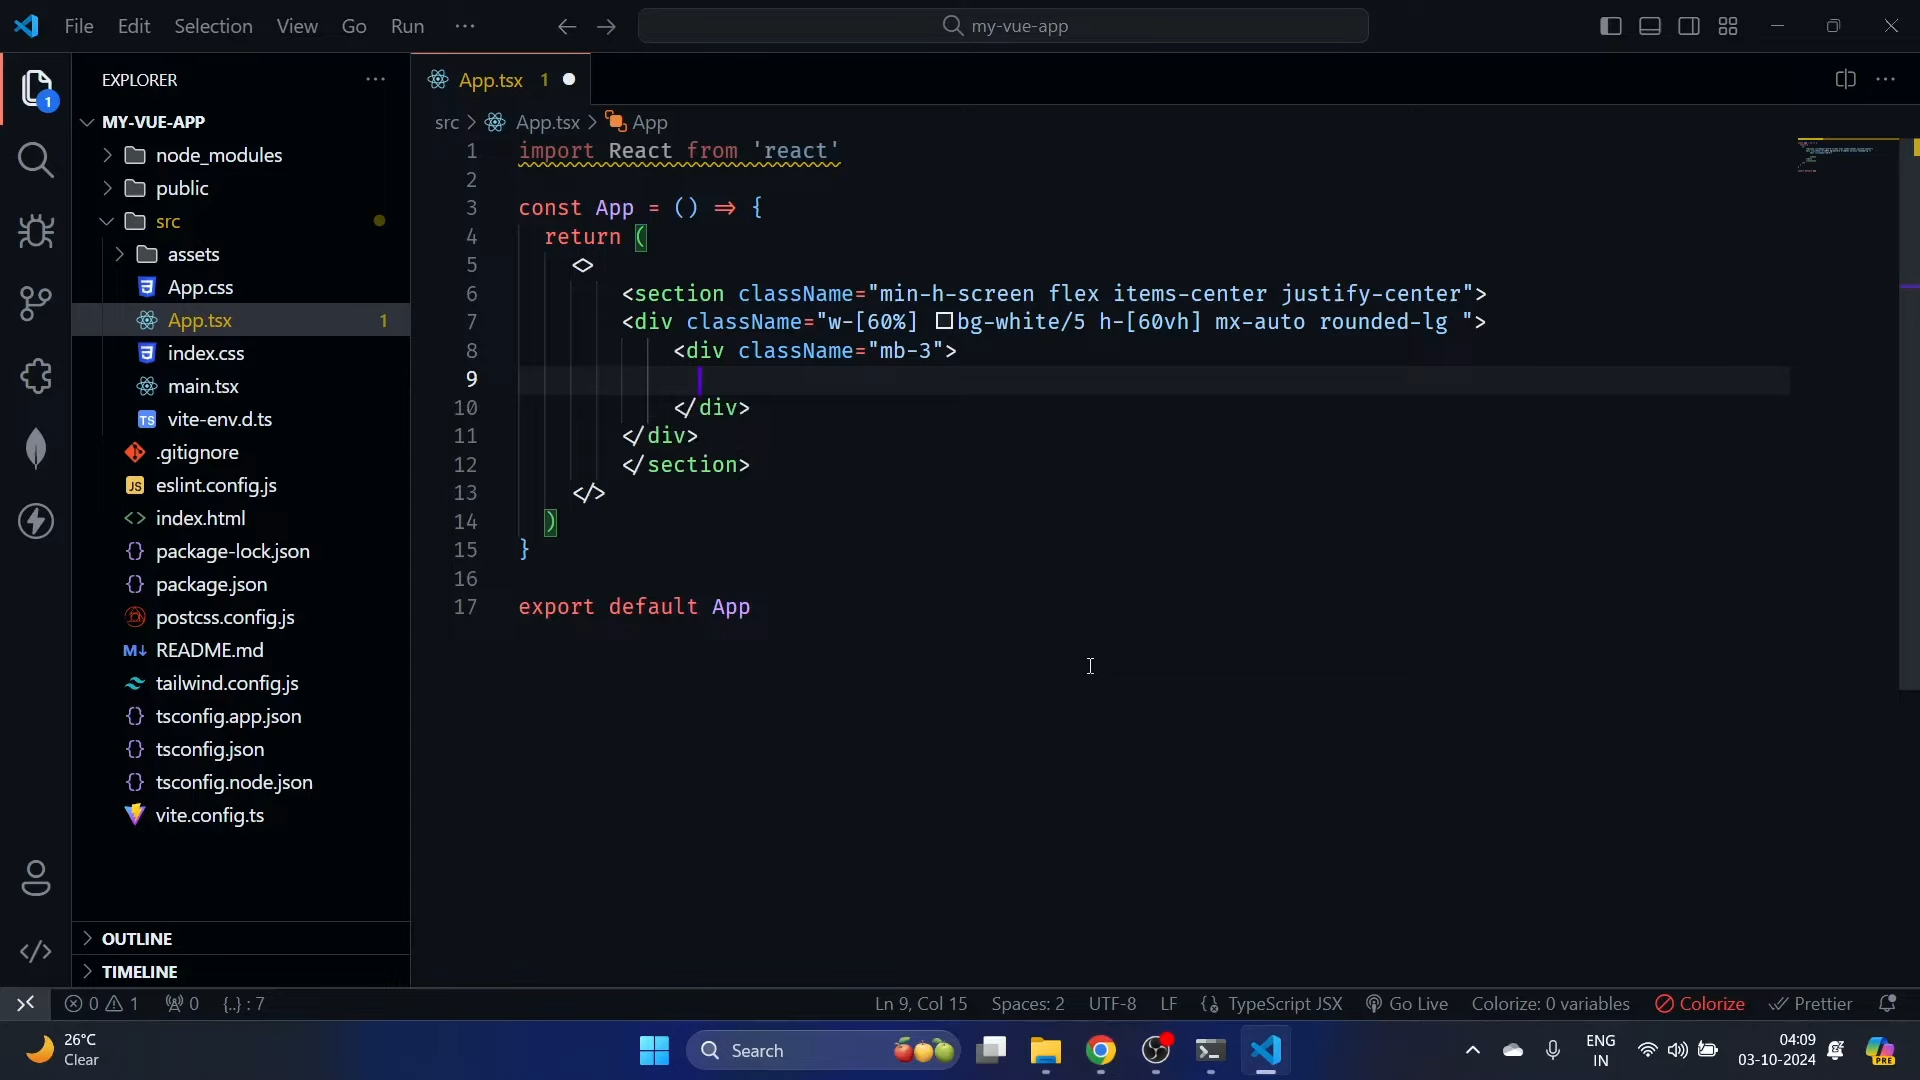 File Edit Selection View Go Run ···
my-vue-app
EXPLORER ···
MY-VUE-APP
node_modules
public
src
assets
App.css
App.tsx 1
index.css
main.tsx
TS vite-env.d.ts
.gitignore
JS eslint.config.js
<> index.html
{} package-lock.json
{} package.json
postcss.config.js
M↓ README.md
tailwind.config.js
{} tsconfig.app.json
{} tsconfig.json
{} tsconfig.node.json
vite.config.ts
OUTLINE
TIMELINE
1
App.tsx 1
src > App.tsx > App
1 import React from 'react'
2
3 const App = () => {
4 return (
5 <>
6 <section className="min-h-screen flex items-center justify-center">
7 <div className="w-[60%] bg-white/5 h-[60vh] mx-auto rounded-lg ">
8 <div className="mb-3">
9
10 </div>
11 </div>
12 </section>
13 </>
14 )
15 }
16
17 export default App
0 1 0 {..} : 7
Ln 9, Col 15 Spaces: 2 UTF-8 LF {} TypeScript JSX Go Live Colorize: 0 variables Colorize Prettier
26°C
Clear
Search
ENG
IN
04:09
03-10-2024
PRE